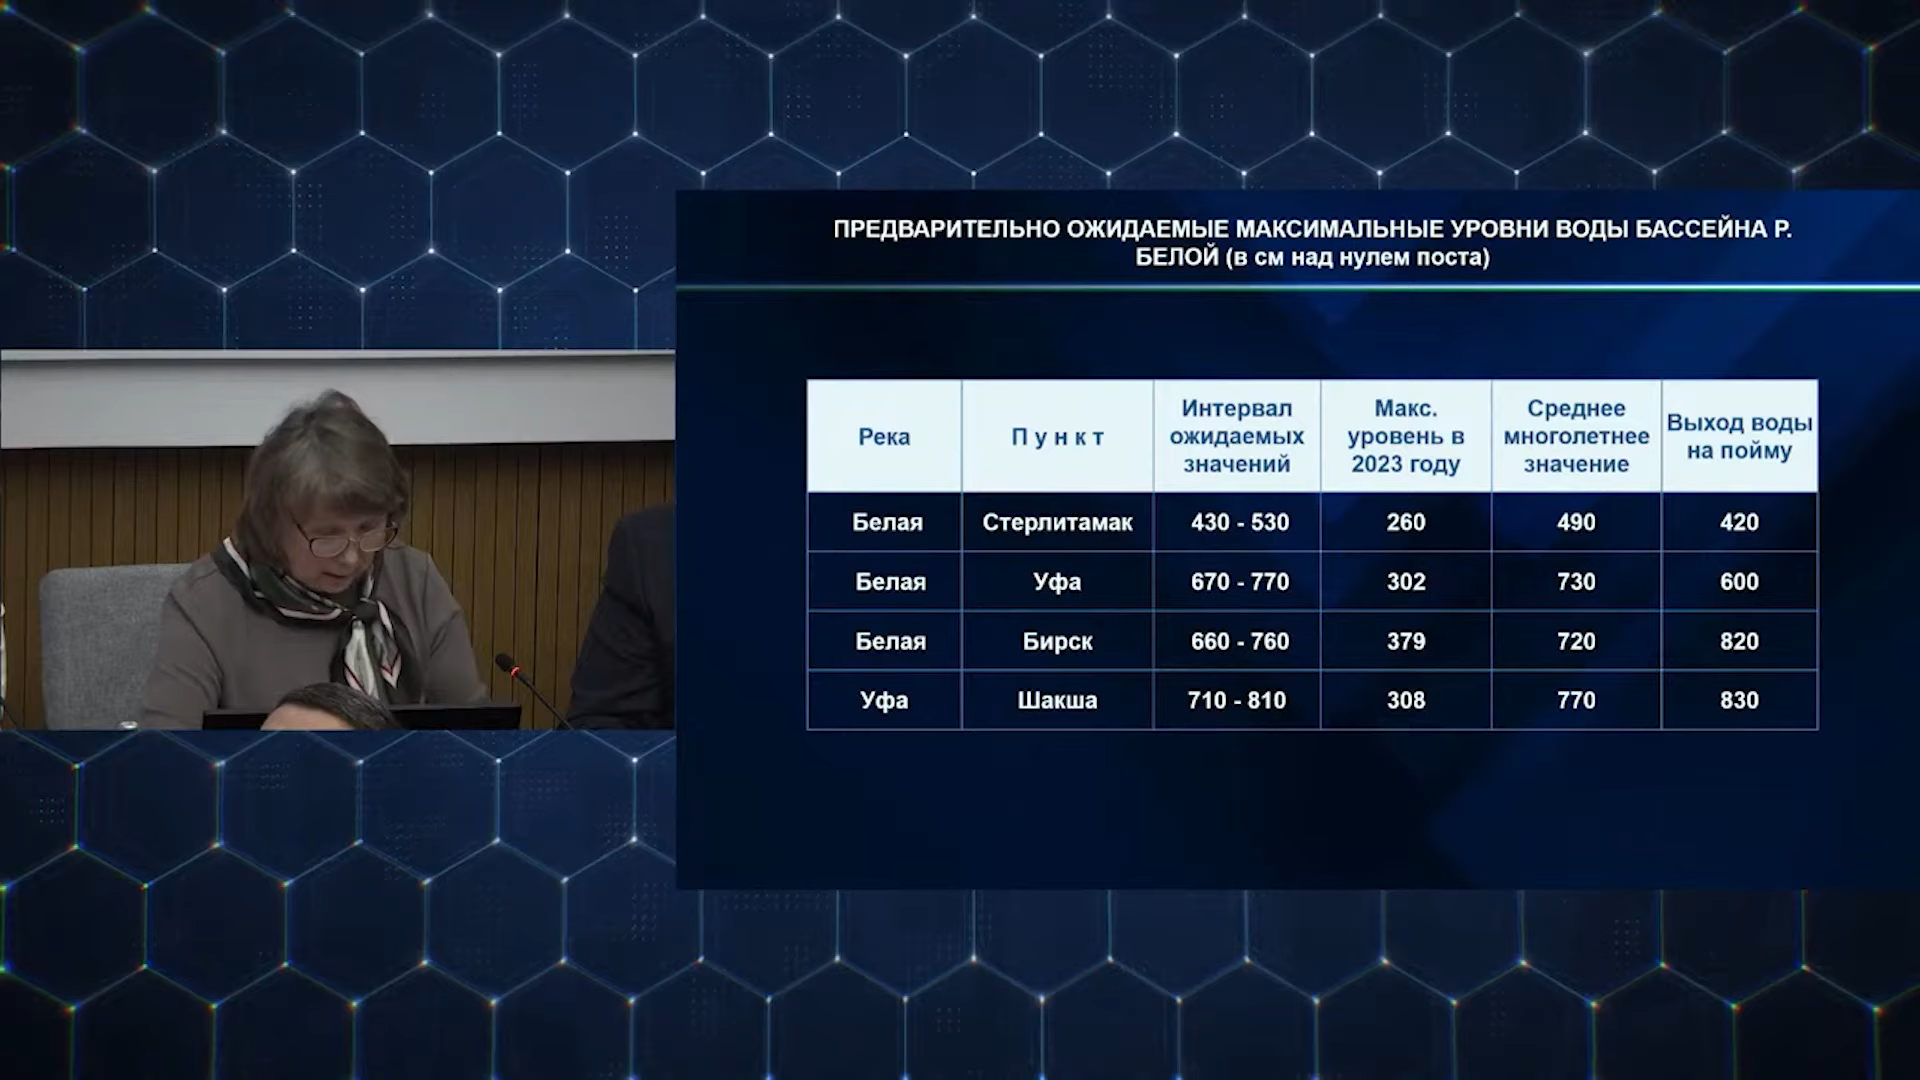 ПРЕДВАРИТЕЛЬНО ОЖИДАЕМЫЕ МАКСИМАЛЬНЫЕ УРОВНИ ВОДЫ БАССЕЙНА Р.
БЕЛОЙ (в см над нулем поста)
Река
П у н к т
Интервал
ожидаемых
значений
Макс.
уровень в
2023 году
Среднее
многолетнее
значение
Выход воды
на пойму
Белая Стерлитамак 430 - 530 260 490 420
Белая Уфа 670 - 770 302 730 600
Белая Бирск 660 - 760 379 720 820
Уфа Шакша 710 - 810 308 770 830